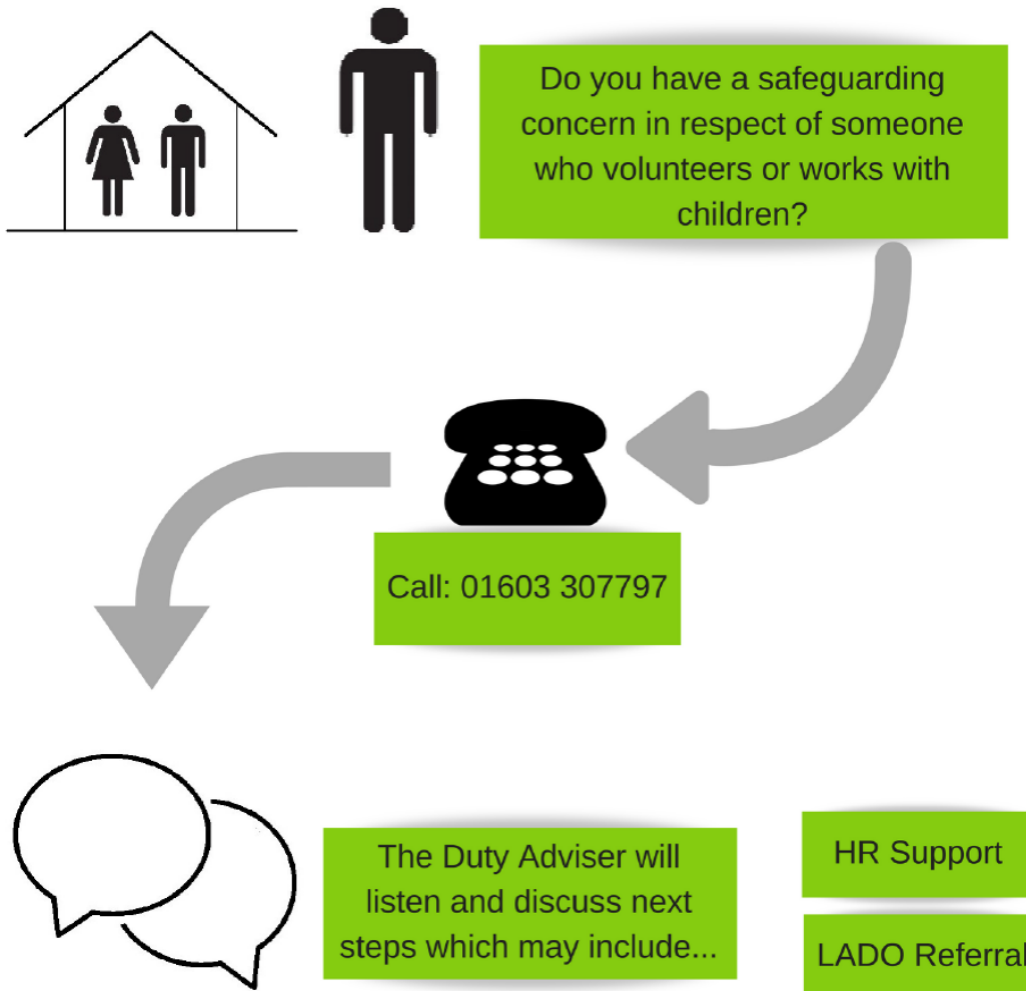 Do you have a safeguarding
concern in respect of someone
who volunteers or works with
children?
Call: 01603 307797
The Duty Adviser will
listen and discuss next
steps which may include...
HR Support
LADO Referral